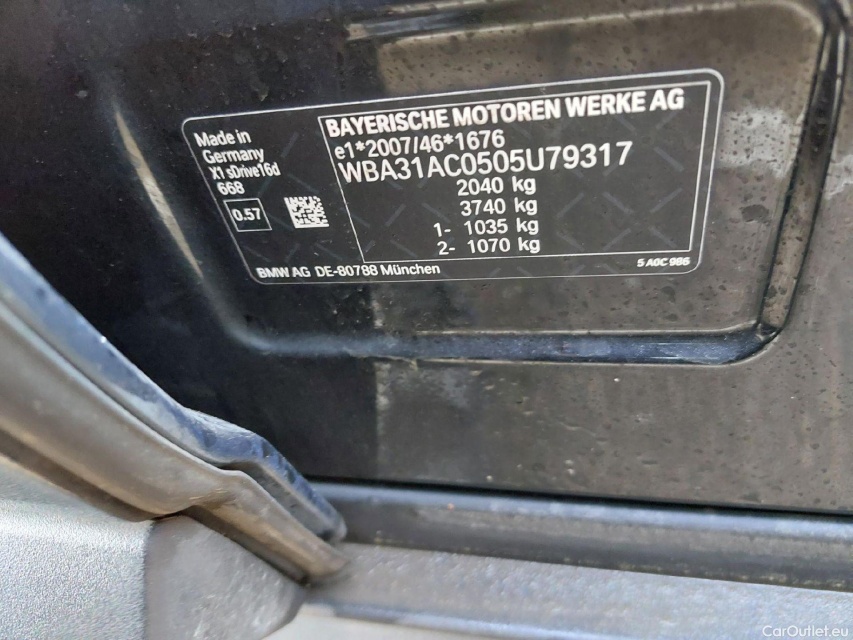 Made in
Germany
X1 sDrive16d
668
0.57
BAYERISCHE MOTOREN WERKE AG
e1*2007/46*1676
WBA31AC0505U79317
2040 kg
3740 kg
1- 1035 kg
2- 1070 kg
BMW AG DE-80788 München
5 A0C 986
CarOutlet.eu